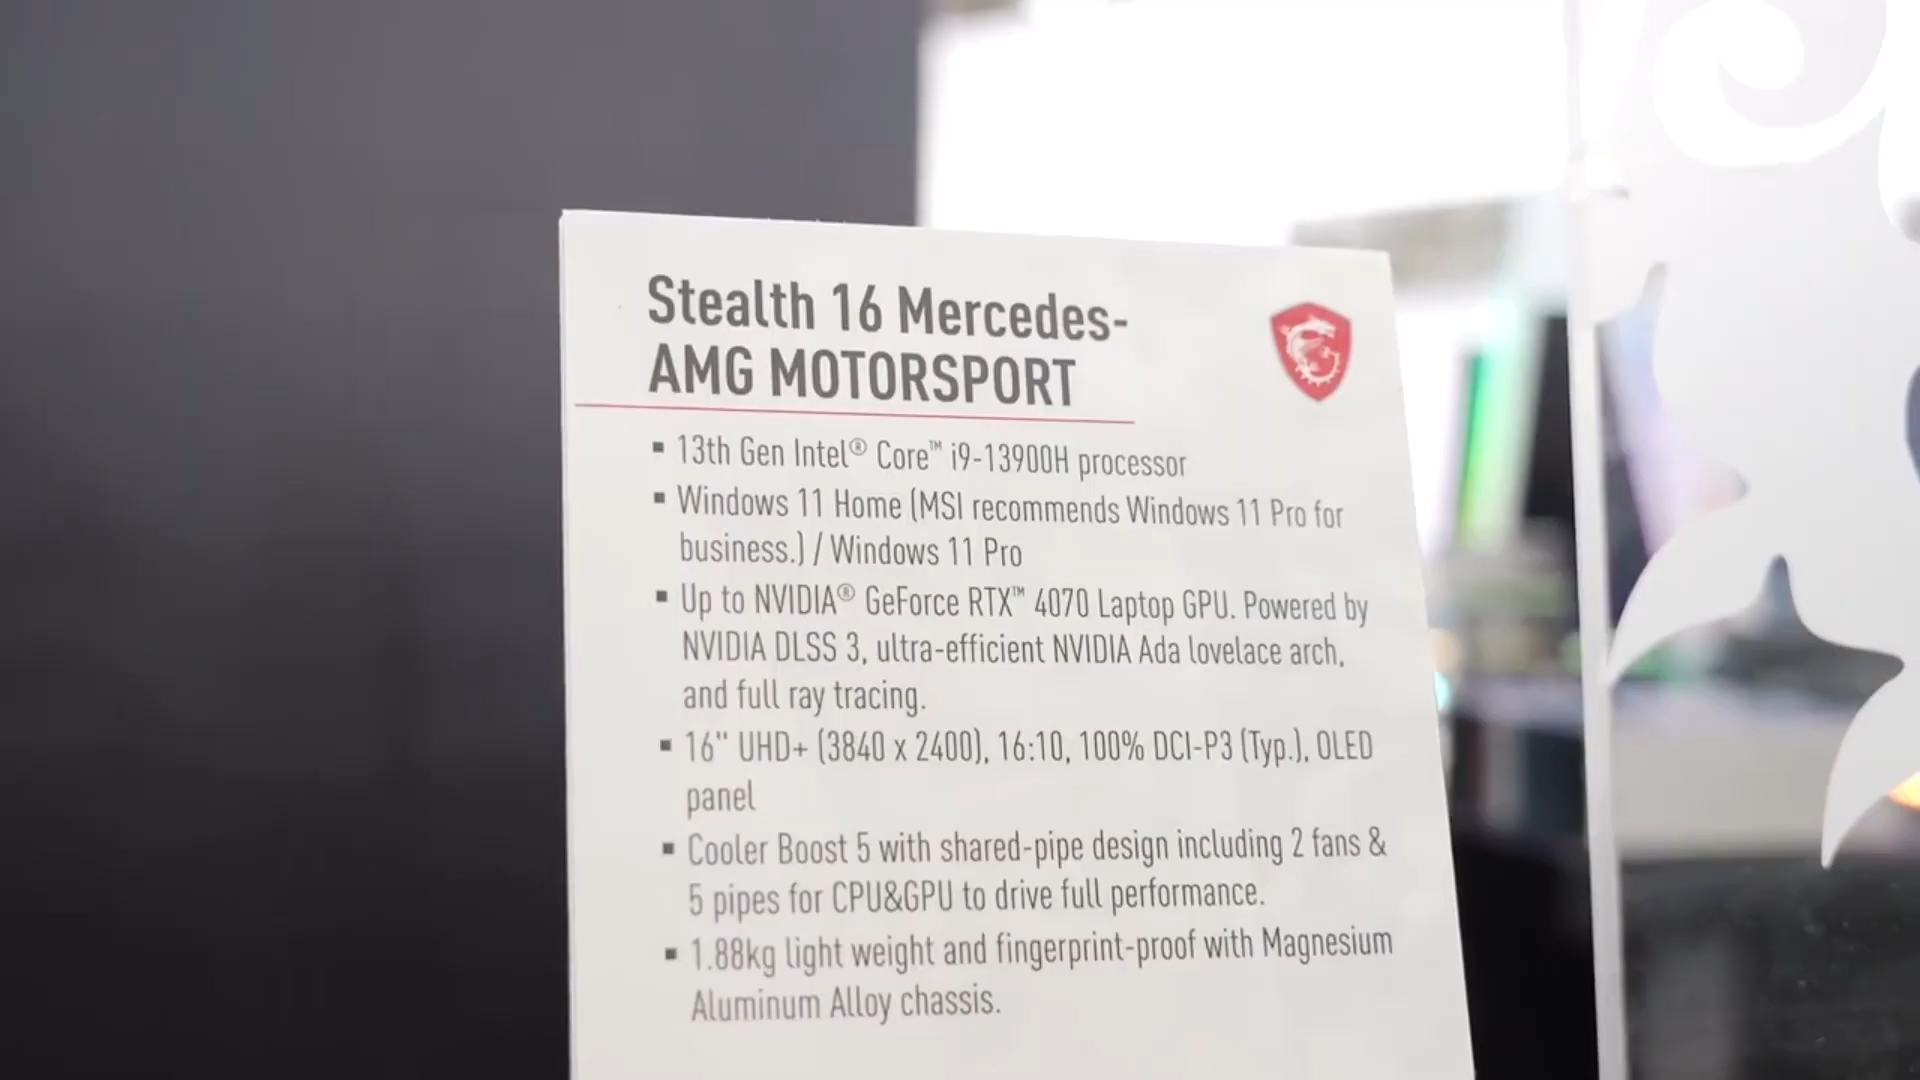 Stealth 16 Mercedes-
AMG MOTORSPORT
▪ 13th Gen Intel® Core™ i9-13900H processor
▪ Windows 11 Home (MSI recommends Windows 11 Pro for
business.) / Windows 11 Pro
▪ Up to NVIDIA® GeForce RTX™ 4070 Laptop GPU. Powered by
NVIDIA DLSS 3, ultra-efficient NVIDIA Ada lovelace arch,
and full ray tracing.
▪ 16" UHD+ (3840 x 2400), 16:10, 100% DCI-P3 (Typ.), OLED
panel
▪ Cooler Boost 5 with shared-pipe design including 2 fans &
5 pipes for CPU&GPU to drive full performance.
▪ 1.88kg light weight and fingerprint-proof with Magnesium
Aluminum Alloy chassis.